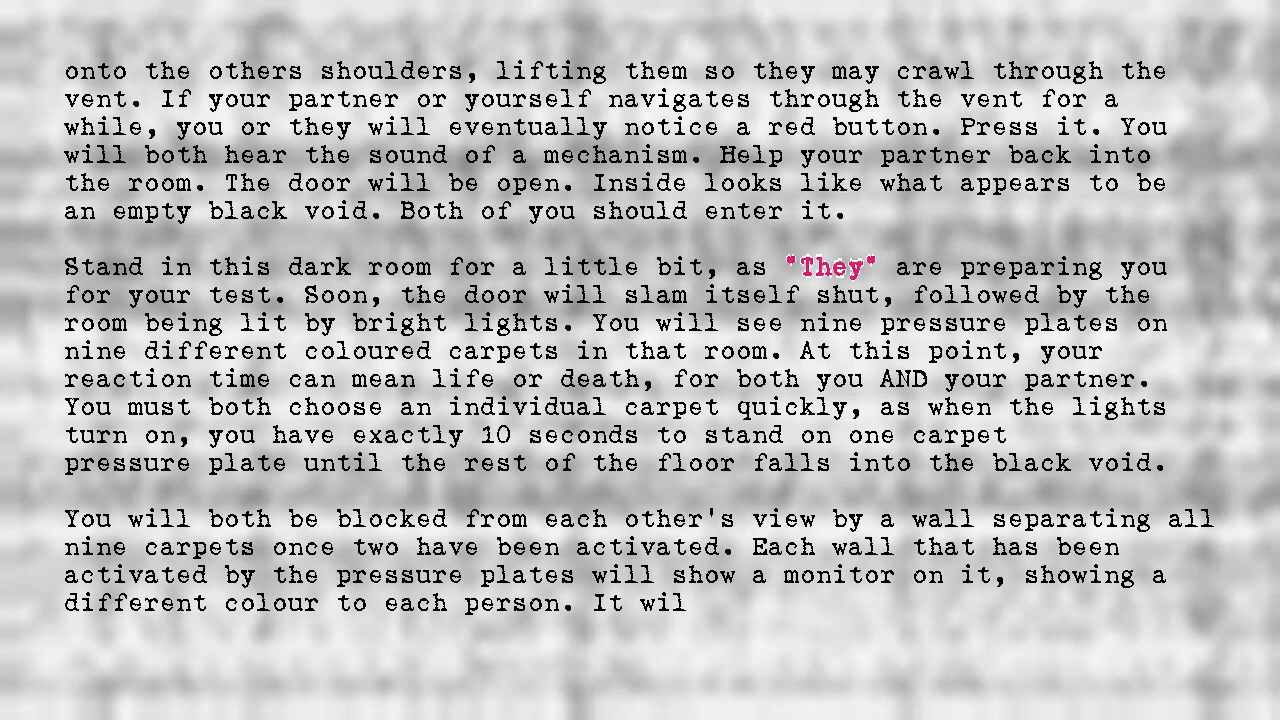 onto the others shoulders, lifting them so they may crawl through the
vent. If your partner or yourself navigates through the vent for a
while, you or they will eventually notice a red button. Press it. You
will both hear the sound of a mechanism. Help your partner back into
the room. The door will be open. Inside looks like what appears to be
an empty black void. Both of you should enter it.
Stand in this dark room for a little bit, as "They" are preparing you
for your test. Soon, the door will slam itself shut, followed by the
room being lit by bright lights. You will see nine pressure plates on
nine different coloured carpets in that room. At this point, your
reaction time can mean life or death, for both you AND your partner.
You must both choose an individual carpet quickly, as when the lights
turn on, you have exactly 10 seconds to stand on one carpet
pressure plate until the rest of the floor falls into the black void.
You will both be blocked from each other's view by a wall separating all
nine carpets once two have been activated. Each wall that has been
activated by the pressure plates will show a monitor on it, showing a
different colour to each person. It wil